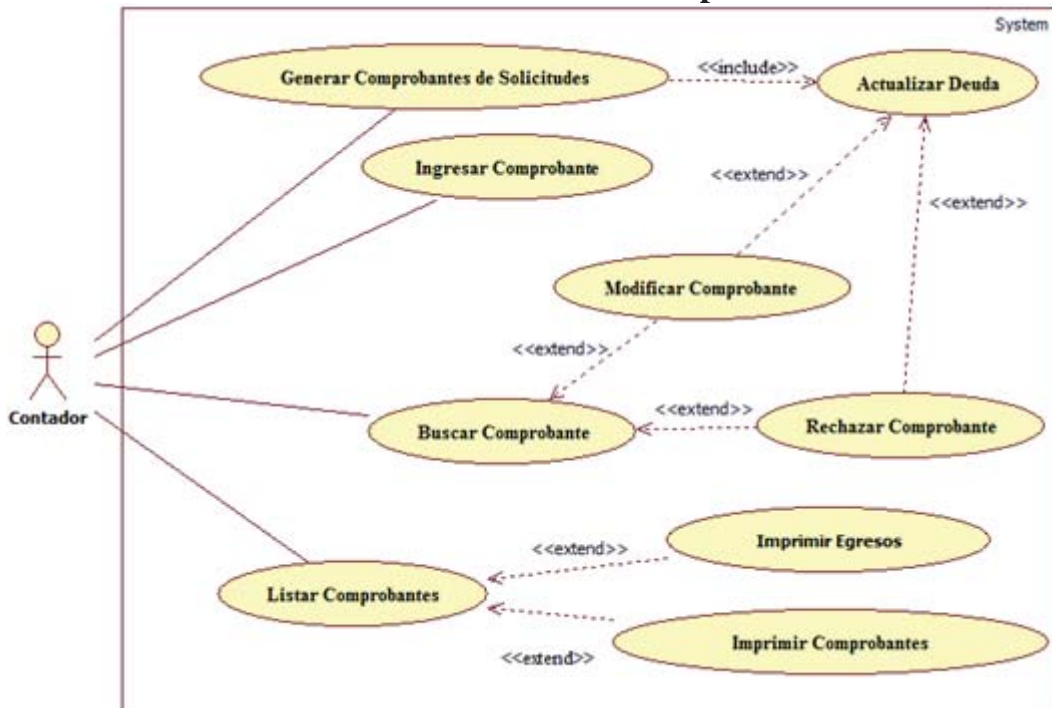 System
Generar Comprobantes de Solicitudes
<<include>>
Actualizar Deuda
Ingresar Comprobante
<<extend>>
<<extend>>
Modificar Comprobante
<<extend>>
Contador
Buscar Comprobante
<<extend>>
Rechazar Comprobante
<<extend>>
Imprimir Egresos
Listar Comprobantes
Imprimir Comprobantes
<<extend>>